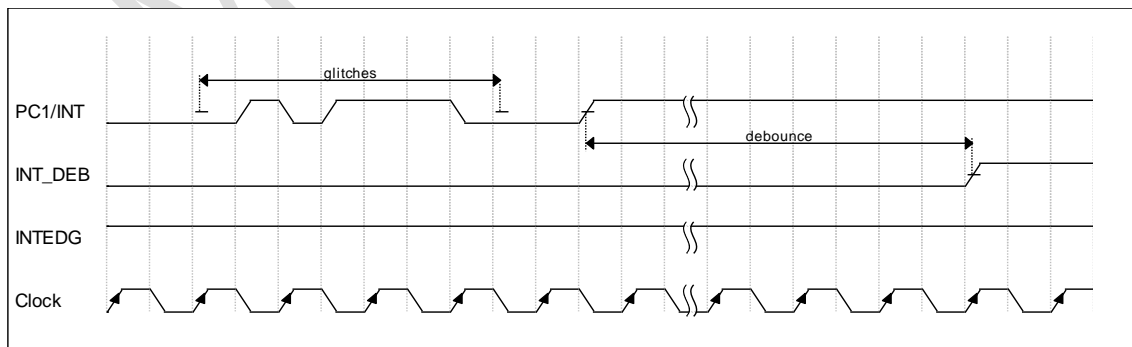 glitches
PC1/INT
debounce
INT_DEB
INTEDG
Clock